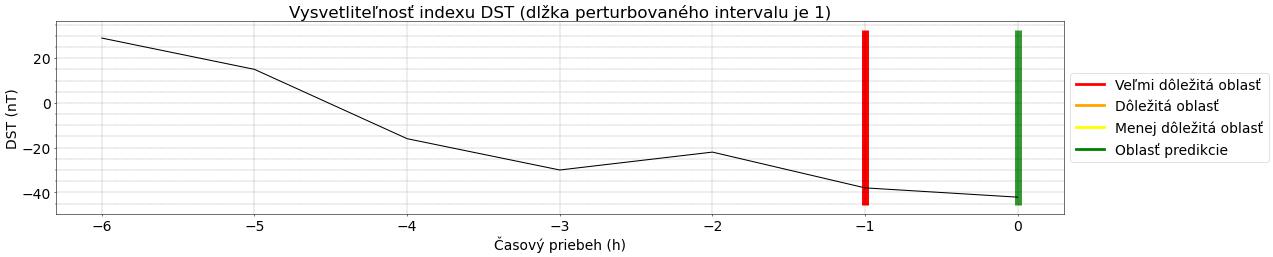 Vysvetliteľnosť indexu DST (dĺžka perturbovaného intervalu je 1)
DST (nT)
20
0
−20
−40
−6 −5 −4 −3 −2 −1 0
Časový priebeh (h)
Veľmi dôležitá oblasť
Dôležitá oblasť
Menej dôležitá oblasť
Oblasť predikcie